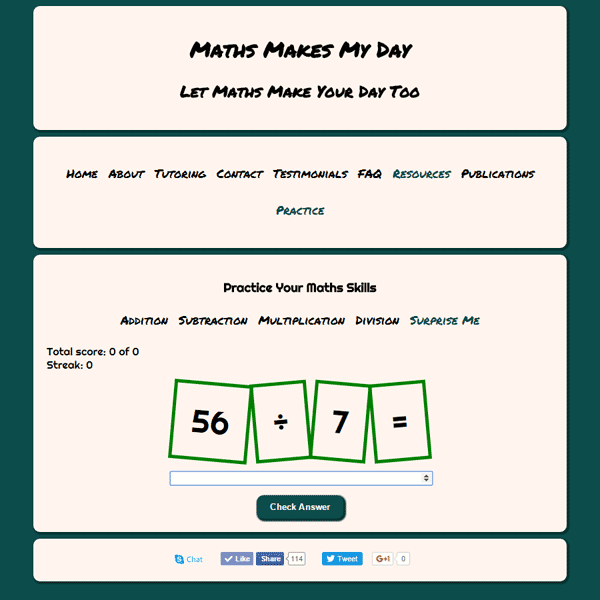 Maths Makes My Day
Let Maths Make Your Day Too
Home About Tutoring Contact Testimonials FAQ Resources Publications
Practice
Practice Your Maths Skills
Addition Subtraction Multiplication Division Surprise Me
Total score: 0 of 0
Streak: 0
56 ÷ 7 =
Check Answer
Chat Like Share 114 Tweet G+1 0